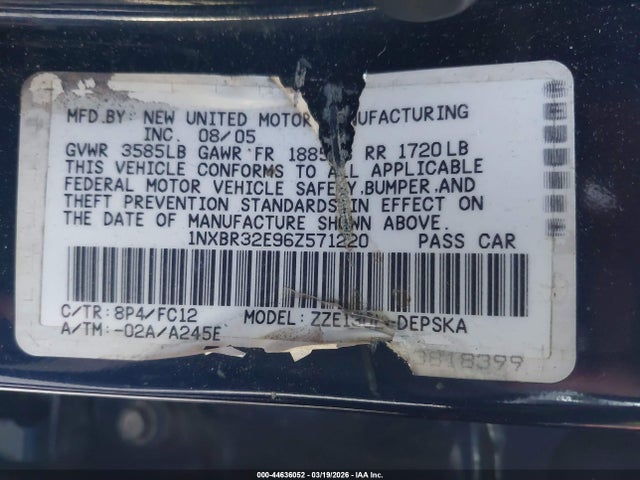 MFD.BY: NEW UNITED MOTOR MANUFACTURING
INC. 08/05
GVWR 3585LB GAWR FR 1885 RR 1720LB
THIS VEHICLE CONFORMS TO ALL APPLICABLE
FEDERAL MOTOR VEHICLE SAFETY,BUMPER,AND
THEFT PREVENTION STANDARDS IN EFFECT ON
THE DATE OF MANUFACTURE SHOWN ABOVE.
1NXBR32E96Z571220 PASS CAR
C/TR: 8P4/FC12 MODEL: ZZE1 -DEPSKA
A/TM: -02A/A245E
3818399
000-44636052 — 03/19/2026 — IAA Inc.